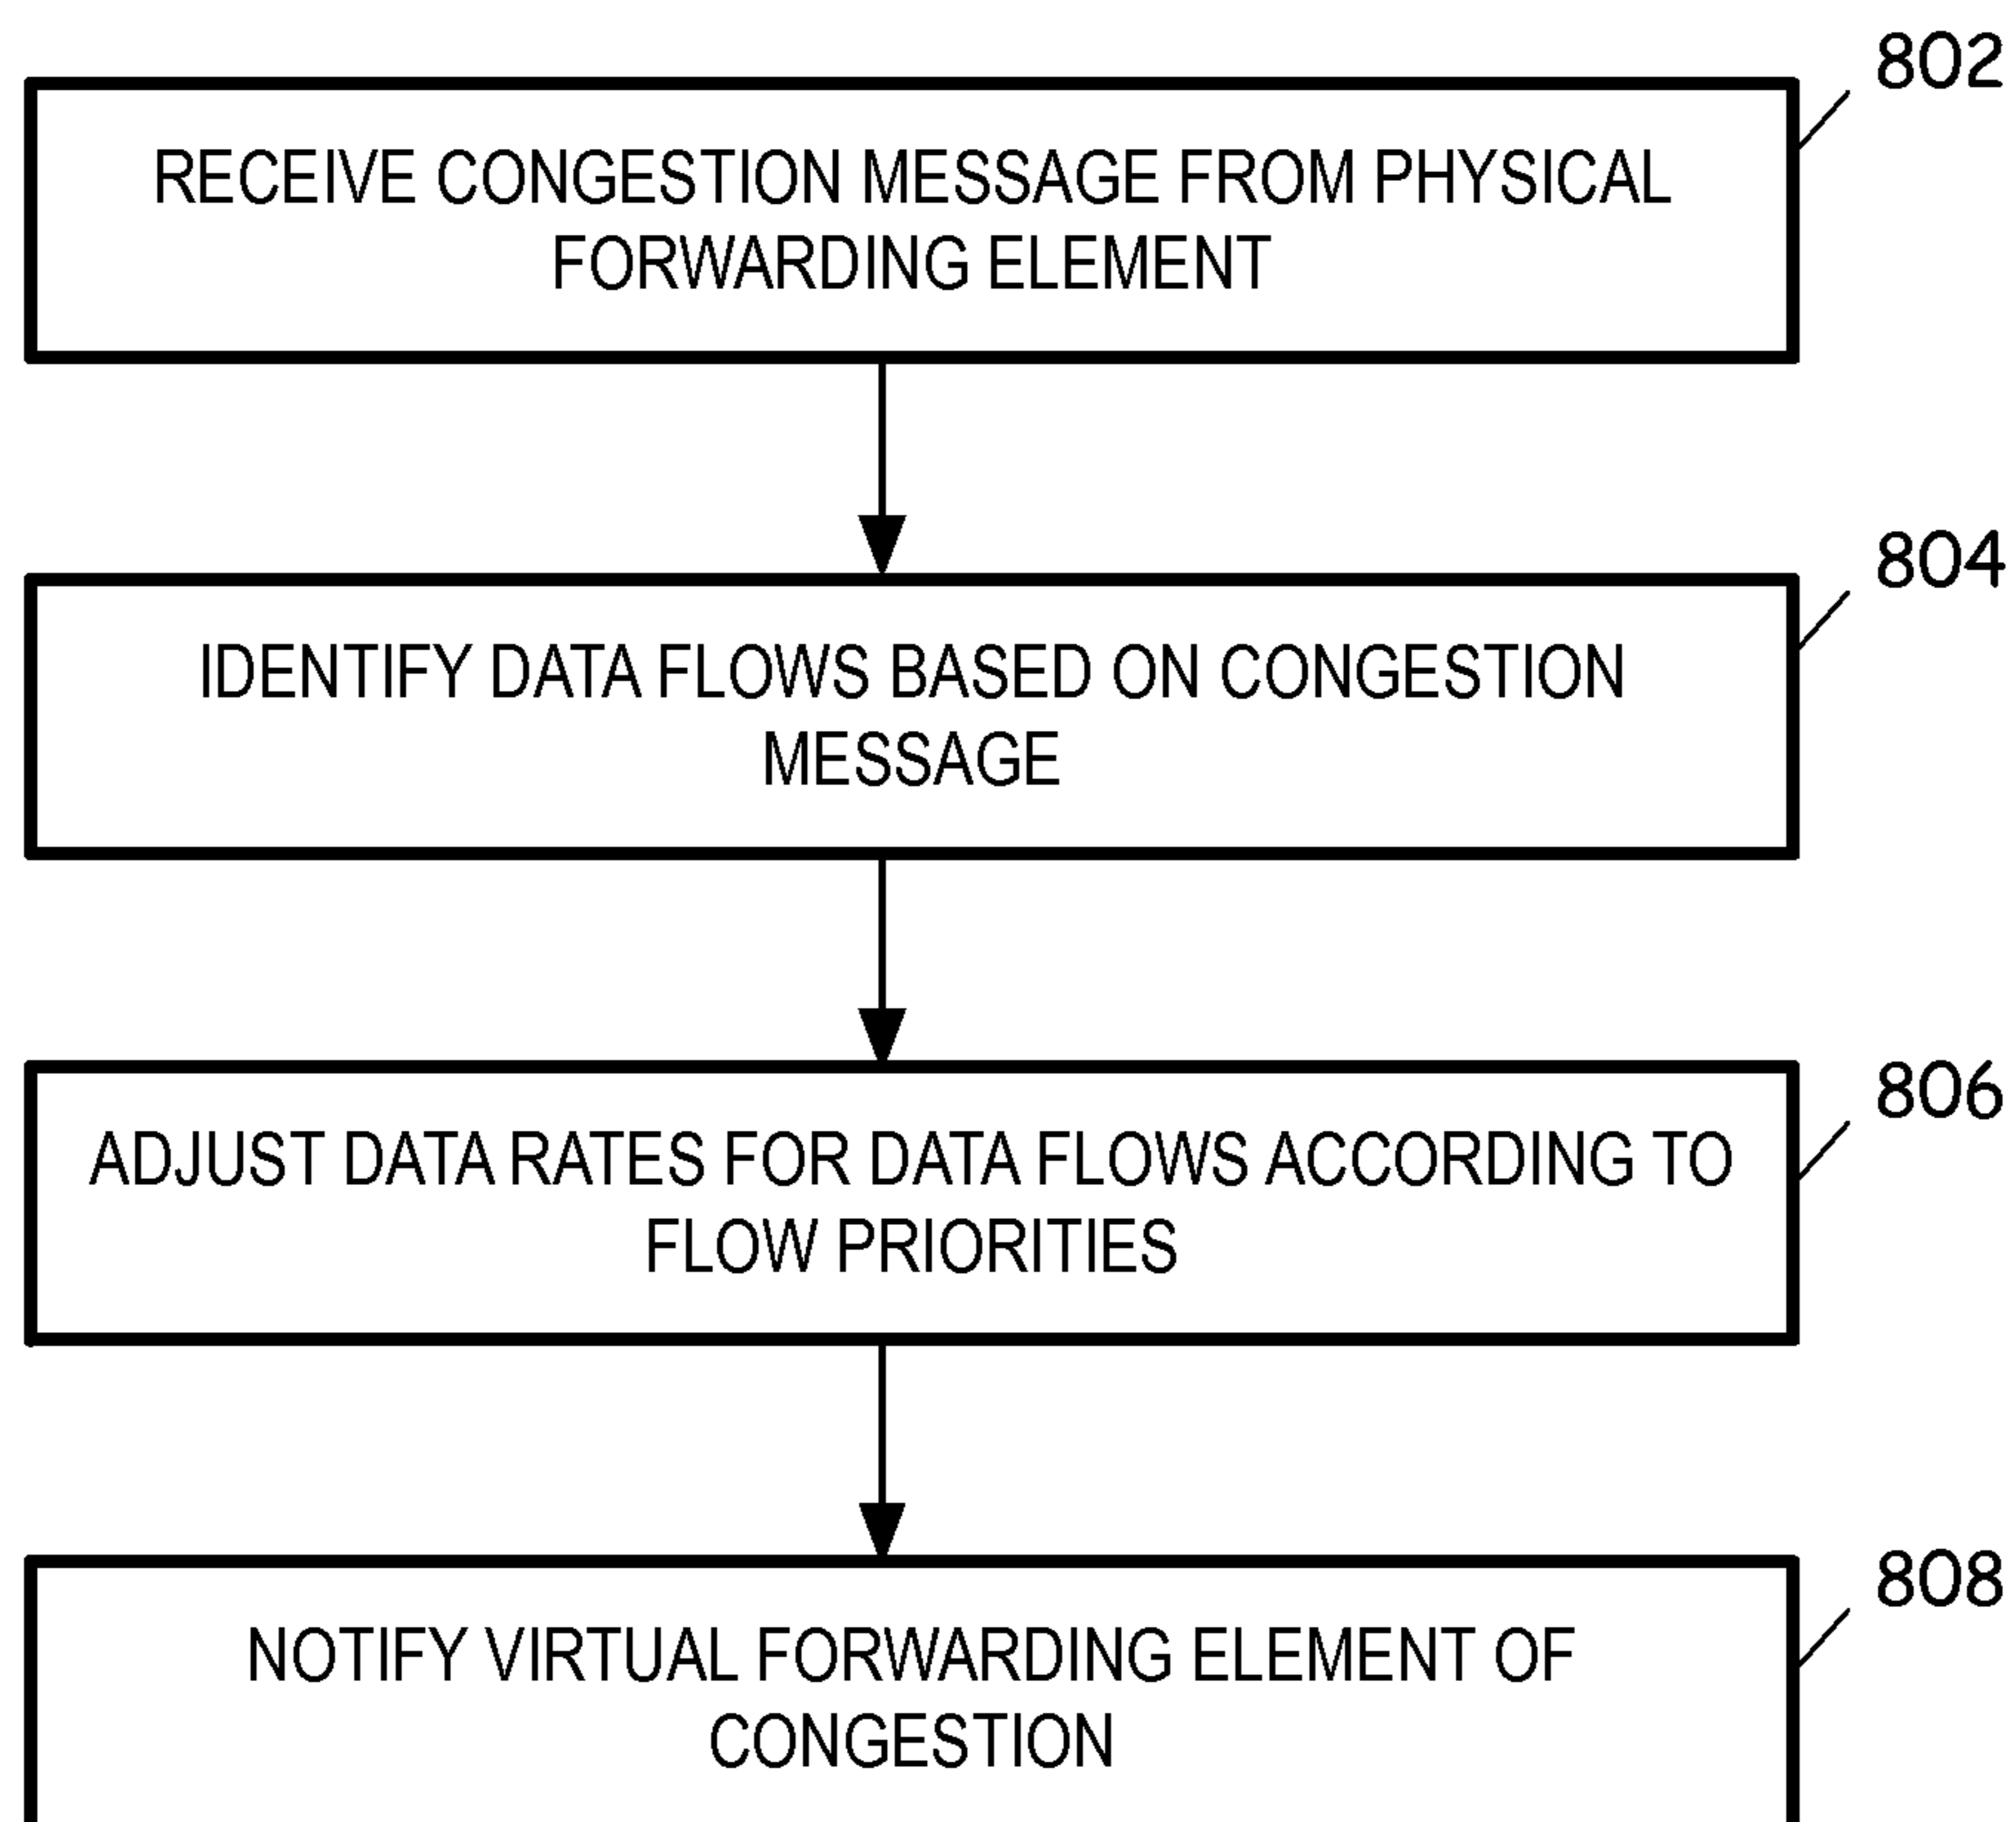 802
RECEIVE CONGESTION MESSAGE FROM PHYSICAL
FORWARDING ELEMENT
804
IDENTIFY DATA FLOWS BASED ON CONGESTION
MESSAGE
806
ADJUST DATA RATES FOR DATA FLOWS ACCORDING TO
FLOW PRIORITIES
808
NOTIFY VIRTUAL FORWARDING ELEMENT OF
CONGESTION